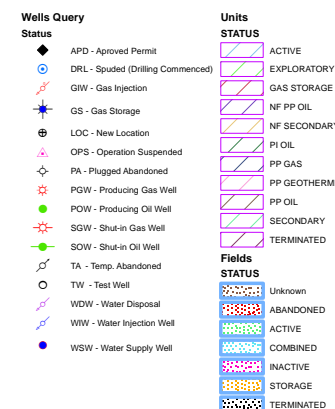 Wells Query
Status
APD - Aproved Permit
DRL - Spuded (Drilling Commenced)
GIW - Gas Injection
GS - Gas Storage
LOC - New Location
OPS - Operation Suspended
PA - Plugged Abandoned
PGW - Producing Gas Well
POW - Producing Oil Well
SGW - Shut-in Gas Well
SOW - Shut-in Oil Well
TA - Temp. Abandoned
TW - Test Well
WDW - Water Disposal
WIW - Water Injection Well
WSW - Water Supply Well
Units
STATUS
ACTIVE
EXPLORATORY
GAS STORAGE
NF PP OIL
NF SECONDARY
PI OIL
PP GAS
PP GEOTHERM
PP OIL
SECONDARY
TERMINATED
Fields
STATUS
Unknown
ABANDONED
ACTIVE
COMBINED
INACTIVE
STORAGE
TERMINATED